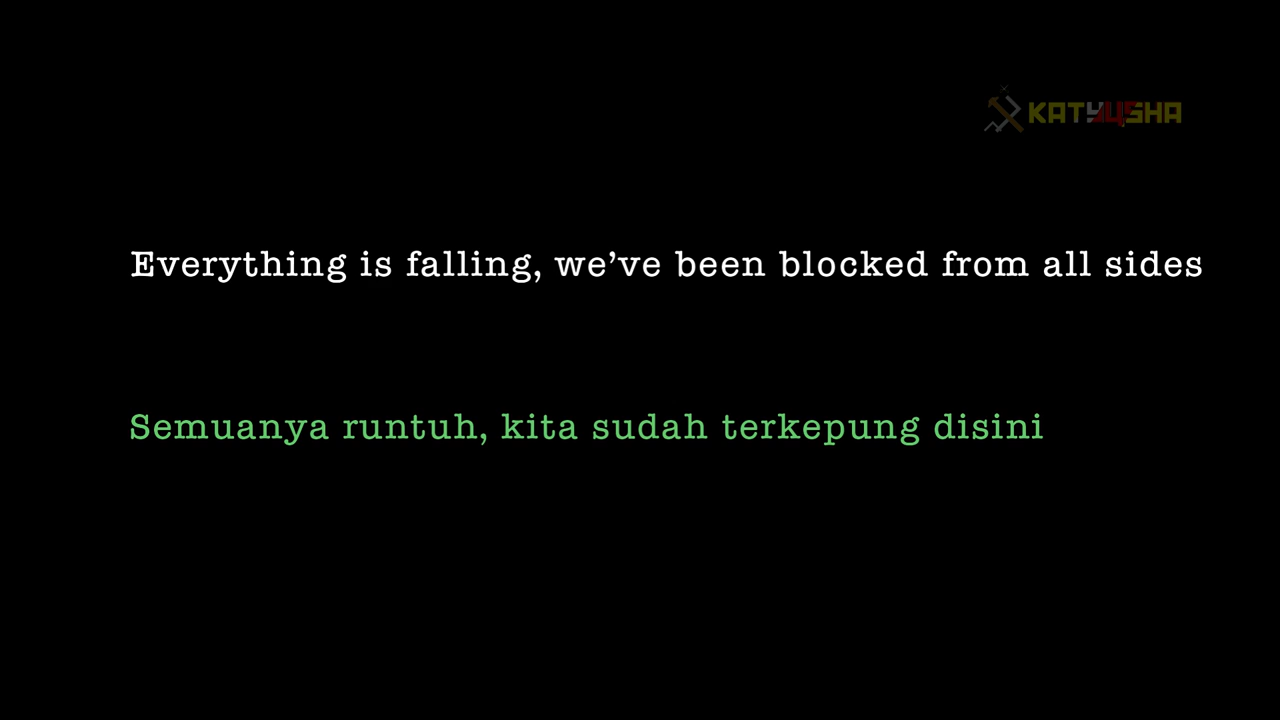 KATYUSHA
Everything is falling, we've been blocked from all sides
Semuanya runtuh, kita sudah terkepung disini